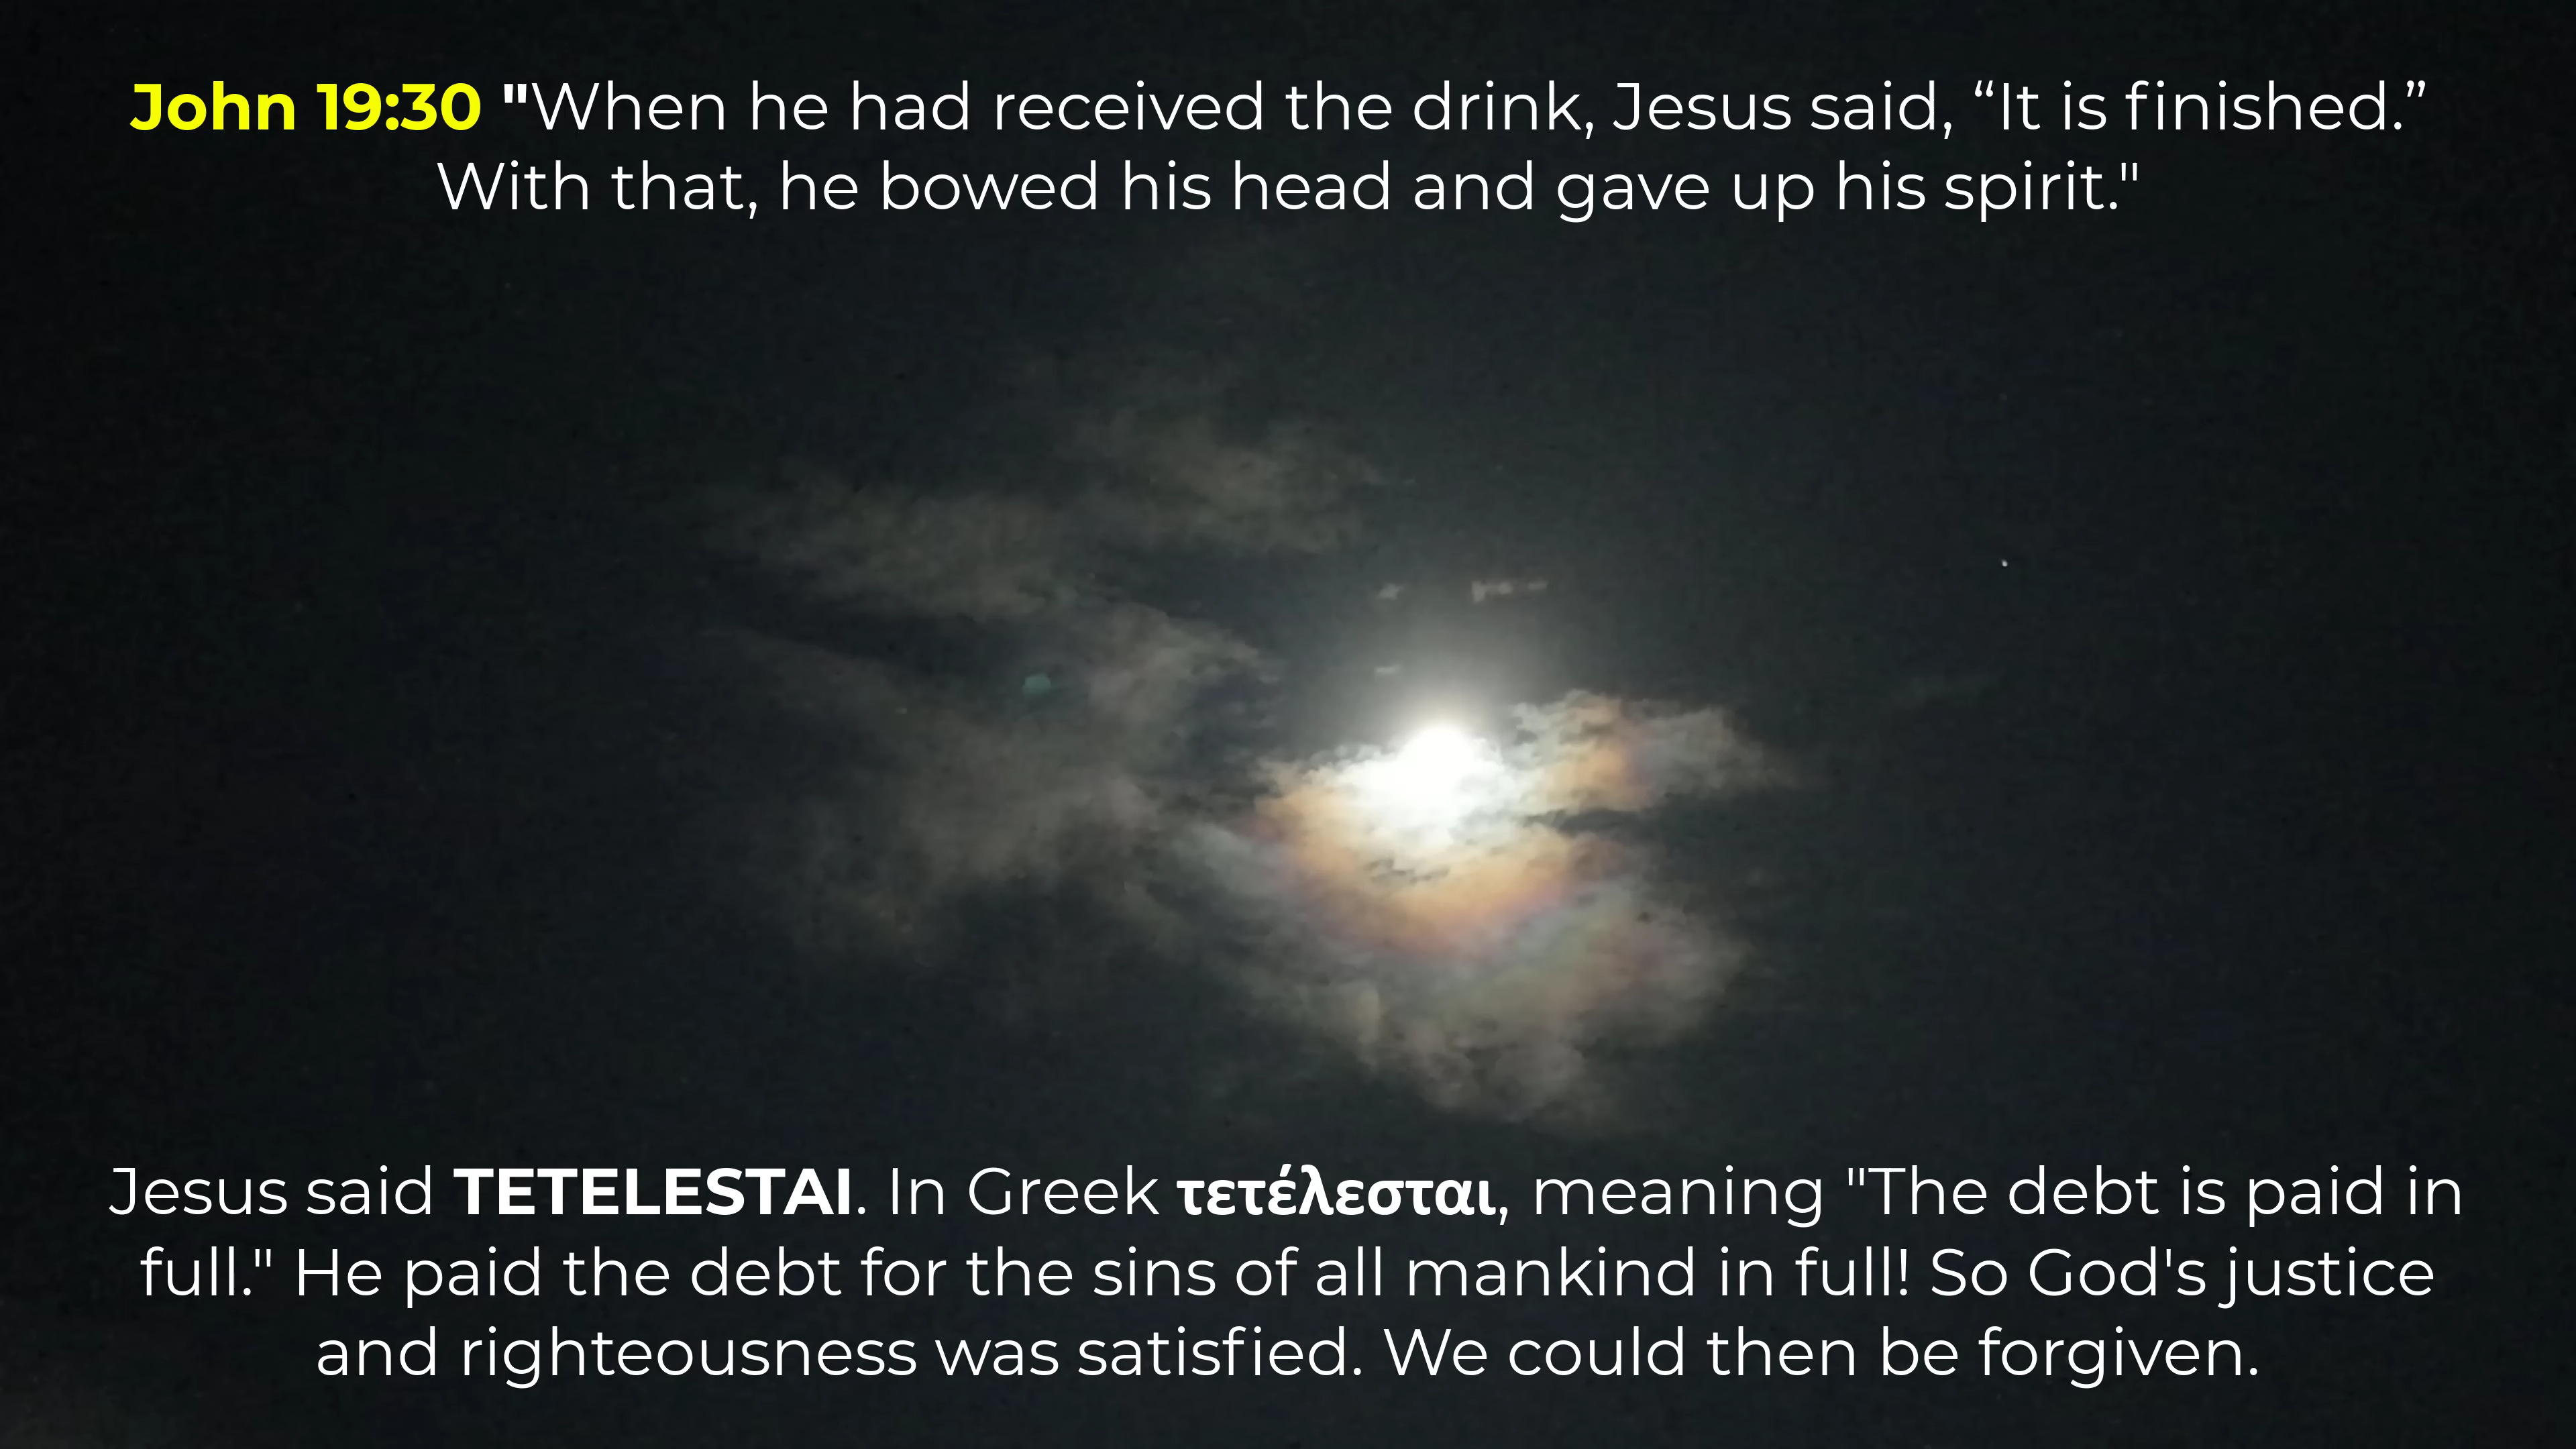 John 19:30 "When he had received the drink, Jesus said, “It is finished.”
With that, he bowed his head and gave up his spirit."
Jesus said TETELESTAI. In Greek τετέλεσται, meaning "The debt is paid in
full." He paid the debt for the sins of all mankind in full! So God's justice
and righteousness was satisfied. We could then be forgiven.